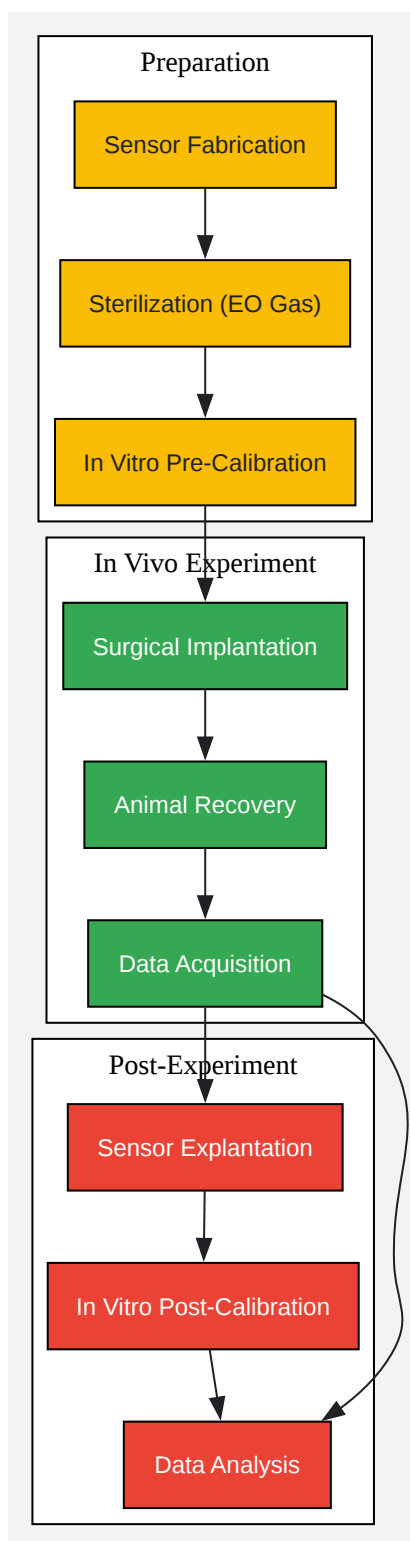 Preparation
Sensor Fabrication
Sterilization (EO Gas)
In Vitro Pre-Calibration
In Vivo Experiment
Surgical Implantation
Animal Recovery
Data Acquisition
Post-Experiment
Sensor Explantation
In Vitro Post-Calibration
Data Analysis